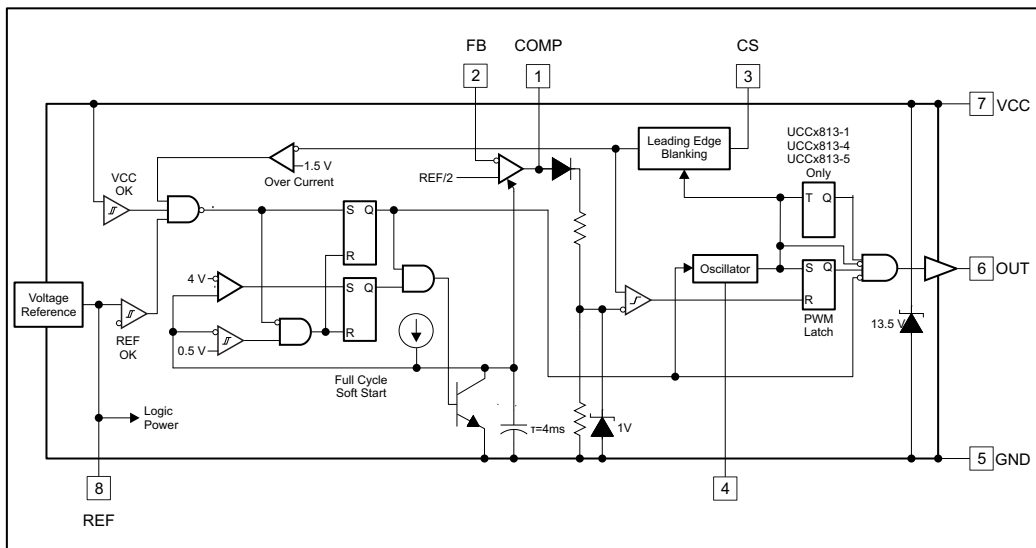 FB
COMP
CS
2
1
3
7
VCC
UCCx813-1
UCCx813-4
UCCx813-5
Only
Leading Edge
Blanking
1.5 V
Over Current
VCC
OK
REF/2
T
Q
S
Q
R
4 V
S
Q
R
Oscillator
S
Q
R
PWM
Latch
6
OUT
Voltage
Reference
REF
OK
0.5 V
13.5 V
Full Cycle
Soft Start
Logic
Power
τ=4ms
1V
5
GND
8
4
REF